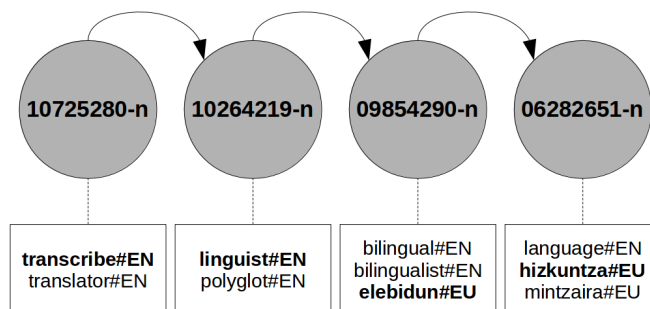 10725280-n
10264219-n
09854290-n
06282651-n
transcribe#EN
translator#EN
linguist#EN
polyglot#EN
bilingual#EN
bilingualist#EN
elebidun#EU
language#EN
hizkuntza#EU
mintzaira#EU